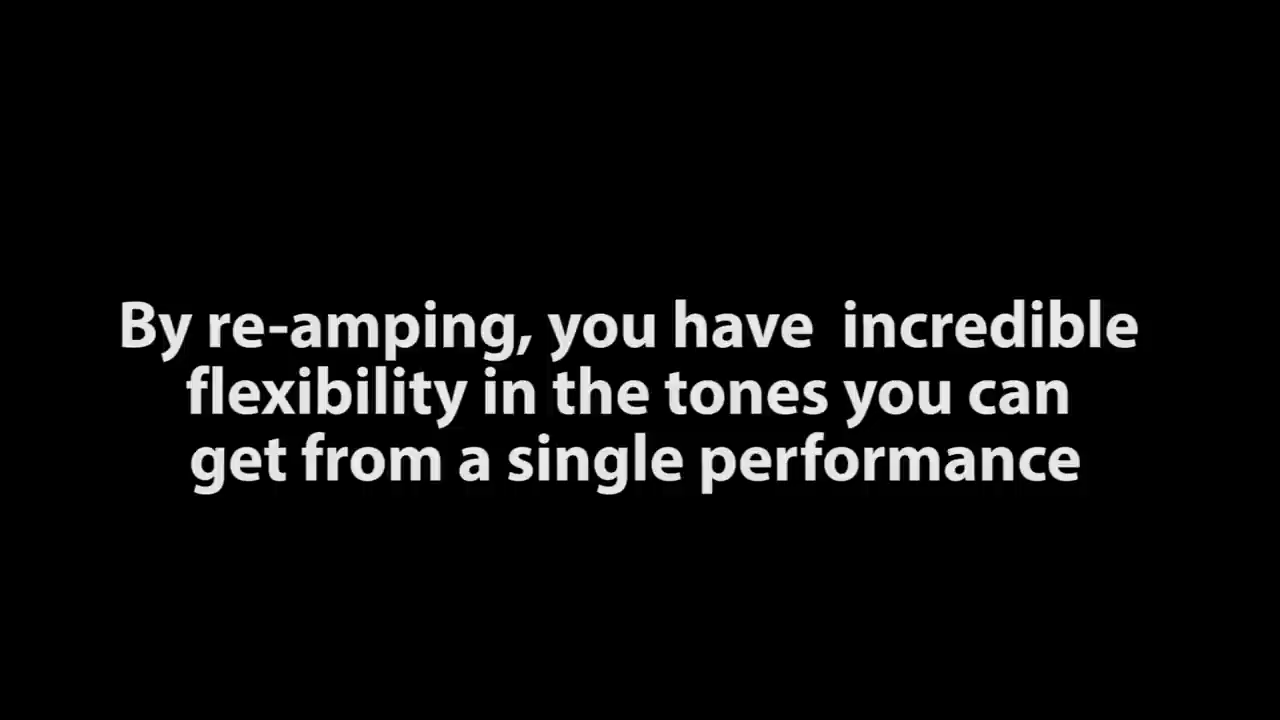 By re-amping, you have  incredible
flexibility in the tones you can
get from a single performance